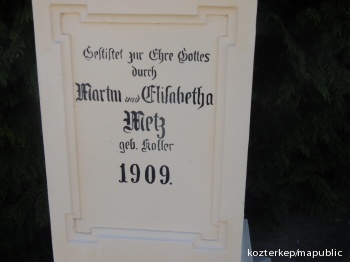 Gestiftet zur Ehre Gottes
durch
Martin und Elisabetha
Metz
geb. Koller
1909.
kozterkep/mapublic